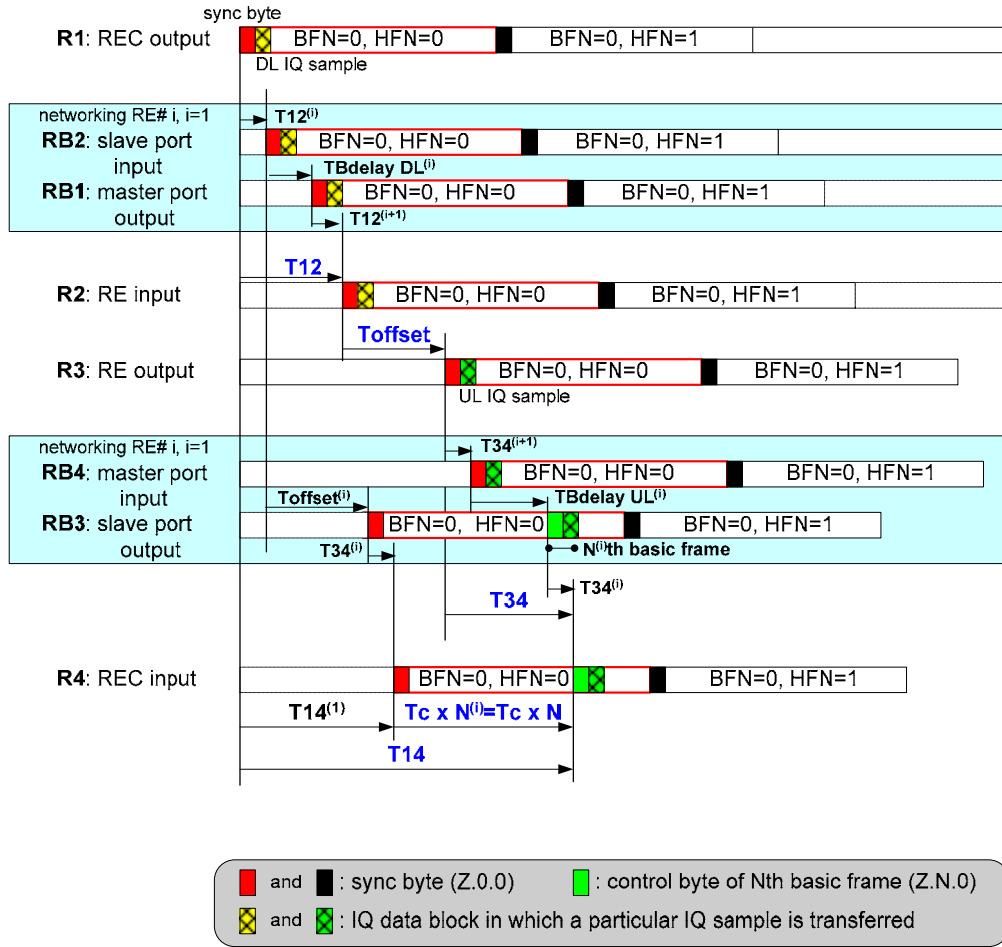 sync byte
R1: REC output
BFN=0, HFN=0
BFN=0, HFN=1
DL IQ sample
networking RE# i, i=1
T12(i)
RB2: slave port
input
BFN=0, HFN=0
BFN=0, HFN=1
TBdelay DL(i)
RB1: master port
output
BFN=0, HFN=0
BFN=0, HFN=1
T12(i+1)
T12
R2: RE input
BFN=0, HFN=0
BFN=0, HFN=1
Toffset
R3: RE output
BFN=0, HFN=0
BFN=0, HFN=1
UL IQ sample
networking RE# i, i=1
T34(i+1)
RB4: master port
input
BFN=0, HFN=0
BFN=0, HFN=1
Toffset(i)
TBdelay UL(i)
RB3: slave port
output
BFN=0, HFN=0
BFN=0, HFN=1
T34(i)
N(i)th basic frame
T34(i)
T34
R4: REC input
BFN=0, HFN=0
BFN=0, HFN=1
T14(1)
Tc x N(i)=Tc x N
T14
and : sync byte (Z.0.0)
: control byte of Nth basic frame (Z.N.0)
and : IQ data block in which a particular IQ sample is transferred